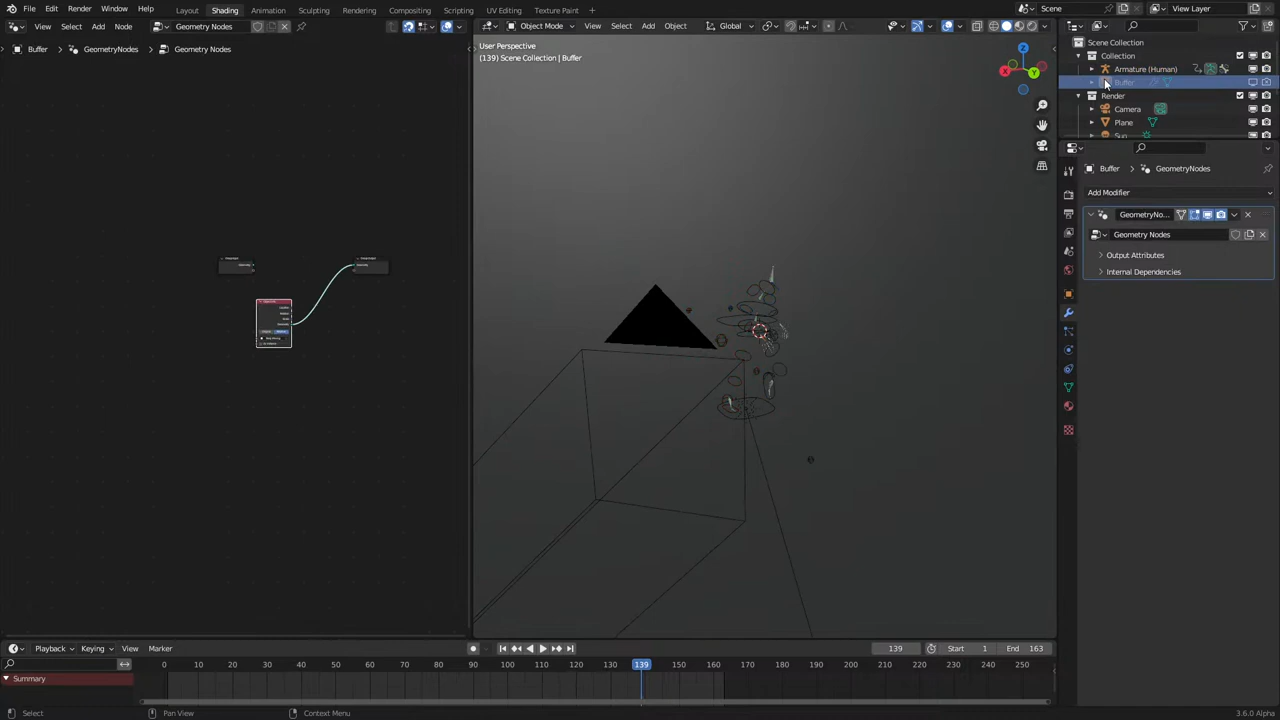 File Edit Render Window Help Layout Shading Animation Sculpting Rendering Compositing Scripting UV Editing Texture Paint Scene View Layer
View Select Add Node Geometry Nodes
Object Mode View Select Add Object Global
Buffer GeometryNodes Geometry Nodes
User Perspective
(139) Scene Collection | Buffer
X Y Z
Scene Collection
Collection
Armature (Human)
Buffer
Render
Camera
Plane
Sun
Buffer GeometryNodes
Add Modifier
GeometryNo...
Geometry Nodes
Output Attributes
Internal Dependencies
Playback Keying View Marker
139 Start 1 End 163
0 10 20 30 40 50 60 70 80 90 100 110 120 130 139 150 160 170 180 190 200 210 220 230 240 250
Summary
Select Pan View Context Menu 3.6.0 Alpha